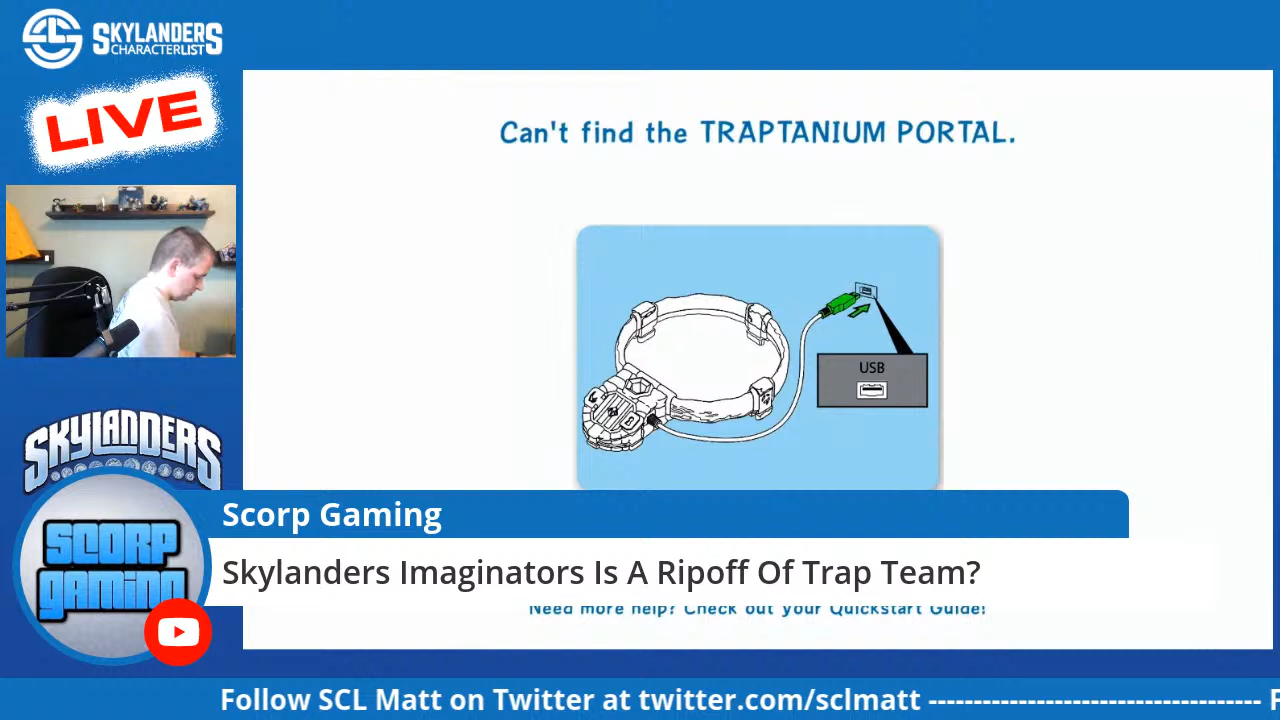 SKYLANDERS
CHARACTERLIST
LIVE
Can't find the TRAPTANIUM PORTAL.
USB
SKYLANDERS
SCORP
GAMING
Scorp Gaming
Skylanders Imaginators Is A Ripoff Of Trap Team?
Need more help? Check out your Quickstart Guide!
Follow SCL Matt on Twitter at twitter.com/sclmatt ------------------------------------ F